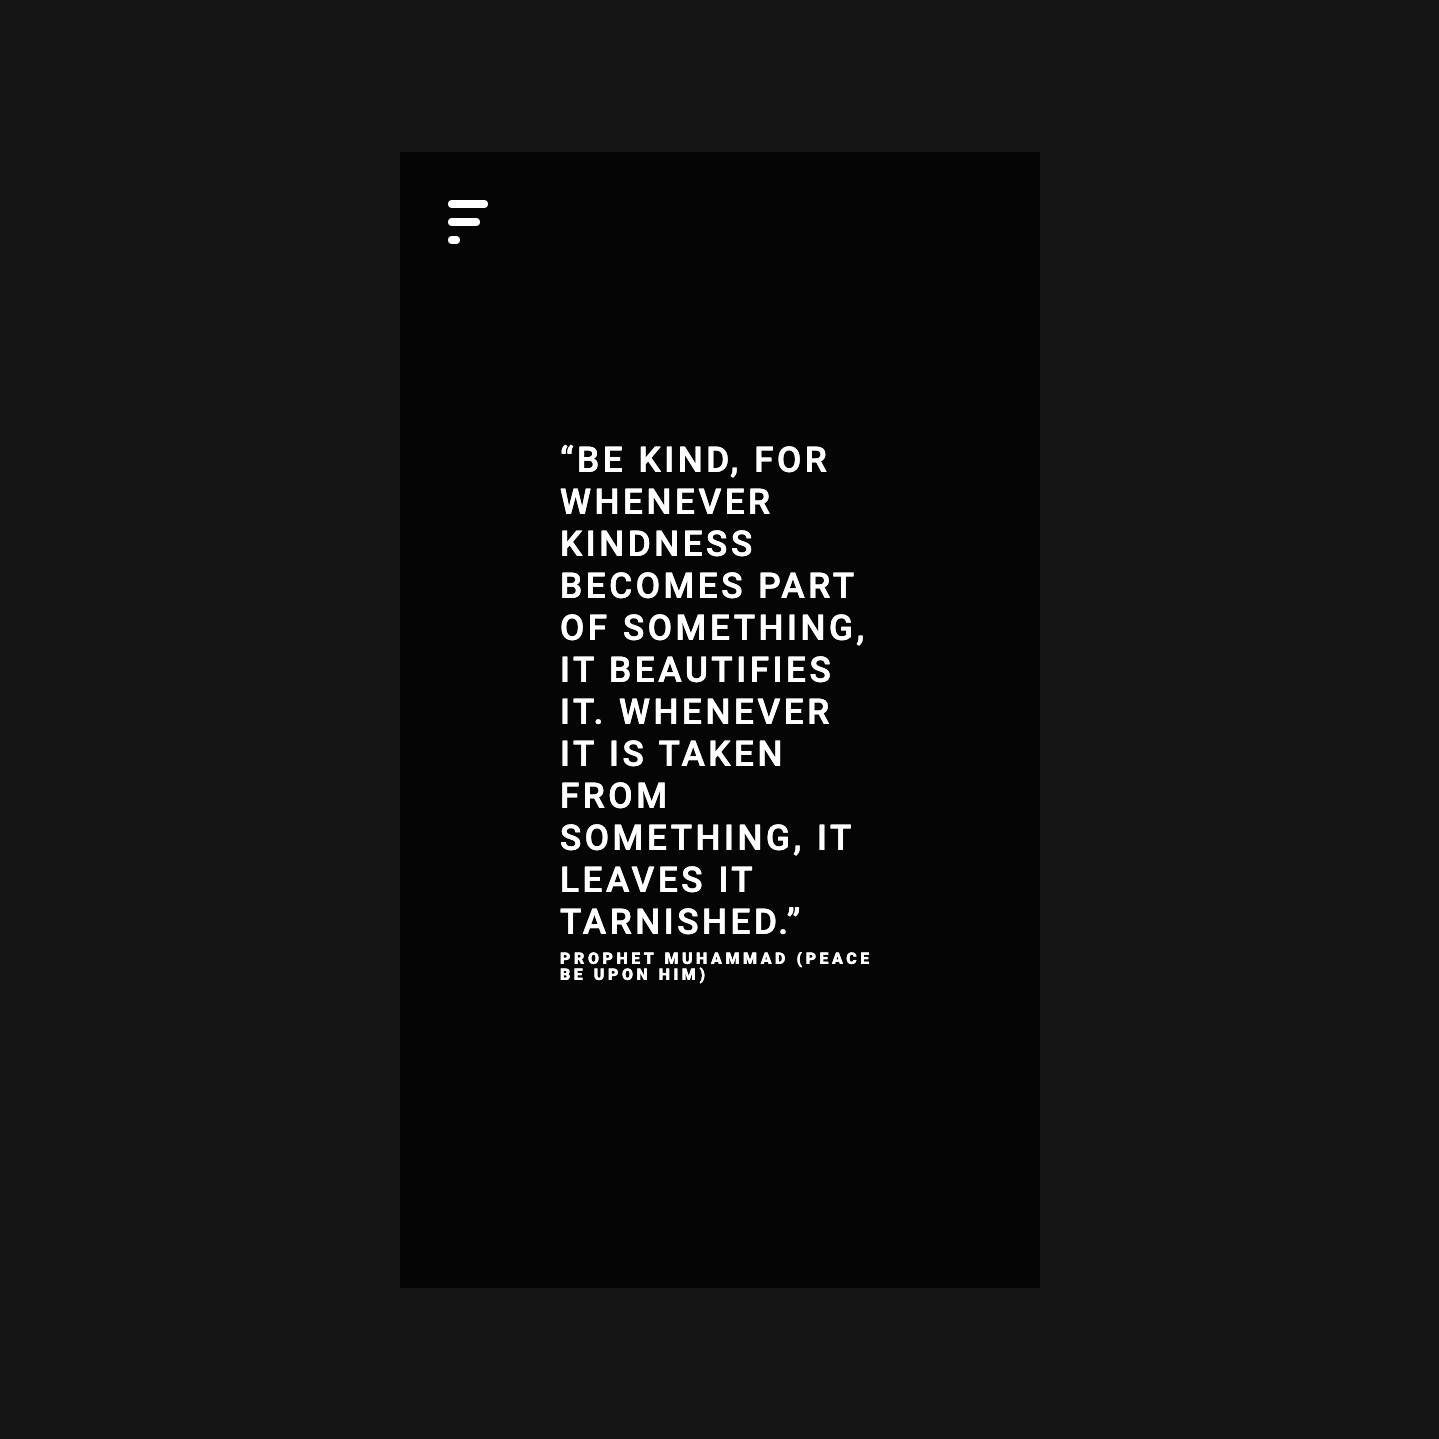 “BE KIND, FOR
WHENEVER
KINDNESS
BECOMES PART
OF SOMETHING,
IT BEAUTIFIES
IT. WHENEVER
IT IS TAKEN
FROM
SOMETHING, IT
LEAVES IT
TARNISHED.”
PROPHET MUHAMMAD (PEACE
BE UPON HIM)